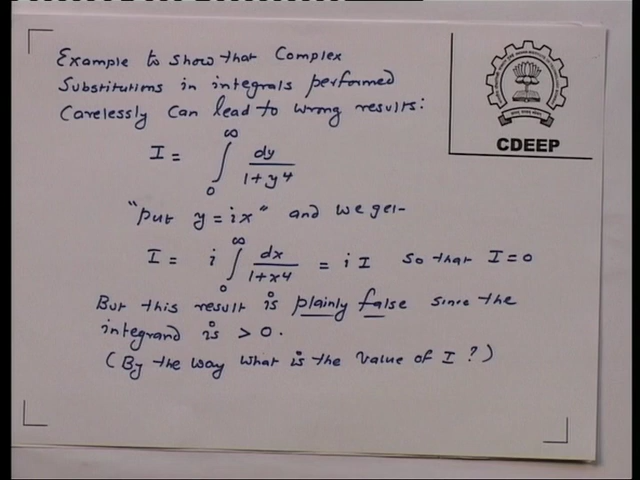 Example to show that Complex
Substitutions in integrals performed
Carelessly can lead to wrong results:
I = ∫₀^∞ dy/(1+y⁴)
"put y = ix" and we get
I = i ∫₀^∞ dx/(1+x⁴) = i I so that I = 0
But this result is plainly false since the
integrand is > 0.
(By the way what is the value of I ?)
CDEEP